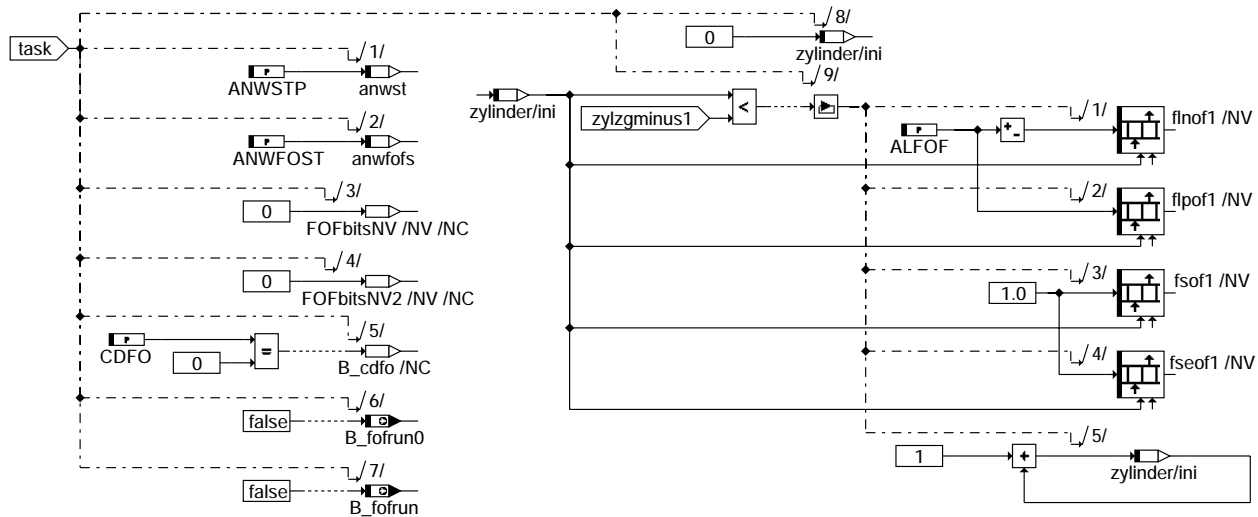 task
1/
P
ANWSTP
anwst
2/
P
ANWFOST
anwfofs
3/
0
FOFbitsNV /NV /NC
4/
0
FOFbitsNV2 /NV /NC
5/
P
CDFO
0
=
B_cdfo /NC
6/
false
B_fofrun0
7/
false
B_fofrun
8/
0
zylinder/ini
9/
zylinder/ini
zylzgminus1
<
1/
P
ALFOF
+
-
flnof1 /NV
2/
flpof1 /NV
3/
1.0
fsof1 /NV
4/
fseof1 /NV
5/
1
+
zylinder/ini